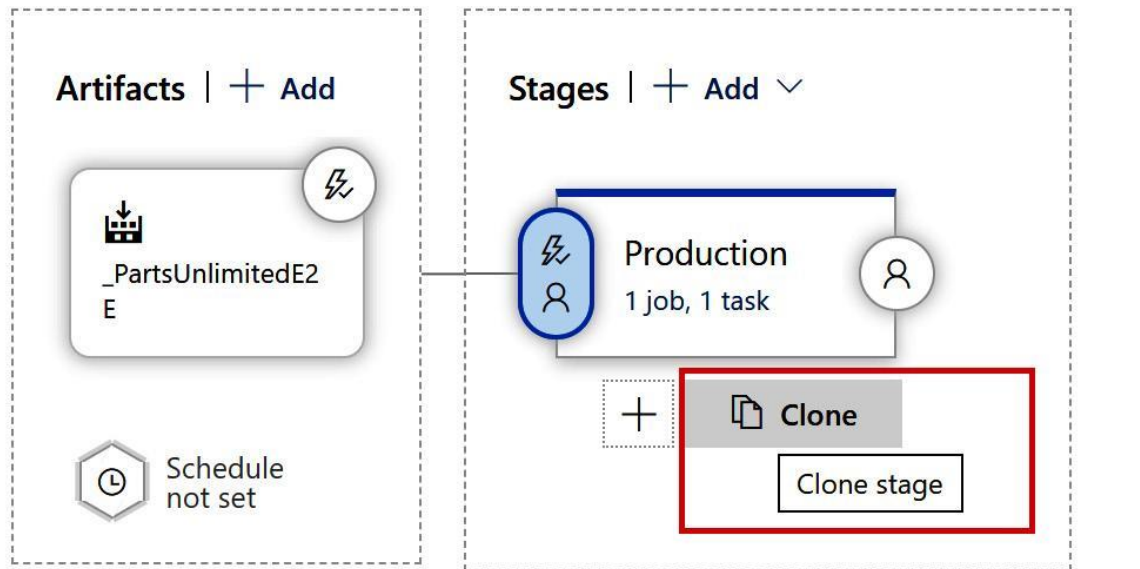 Artifacts | + Add
_PartsUnlimitedE2
E
Schedule
not set
Stages | + Add
Production
1 job, 1 task
+ Clone
Clone stage